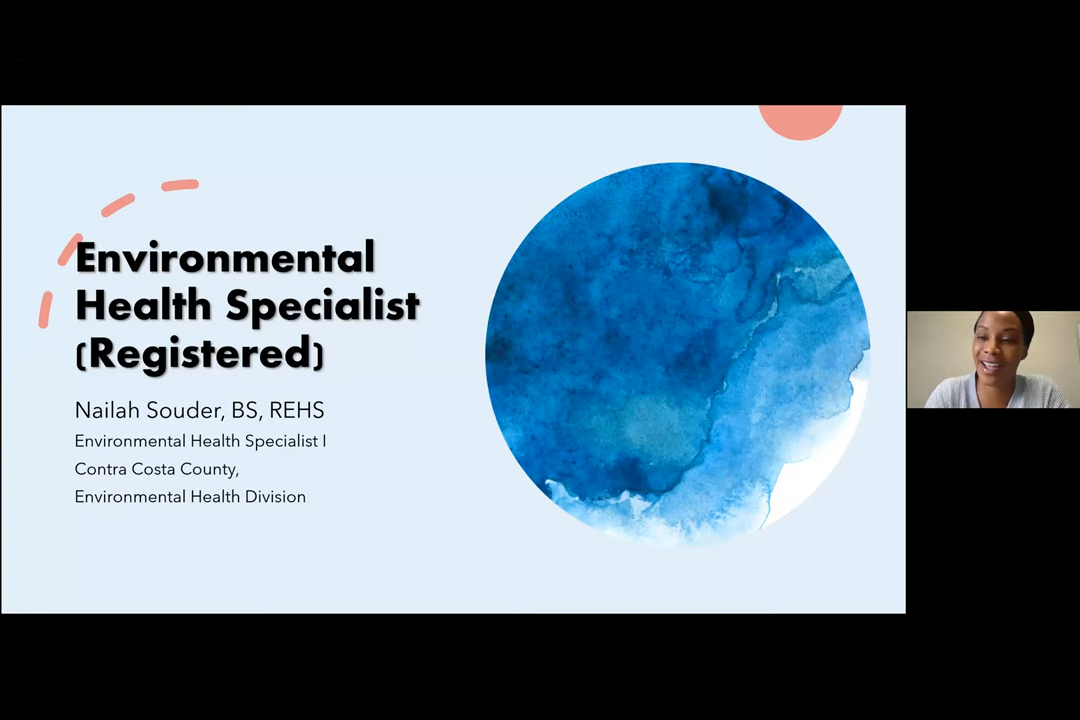 Environmental
Health Specialist
(Registered)
Nailah Souder, BS, REHS
Environmental Health Specialist I
Contra Costa County,
Environmental Health Division